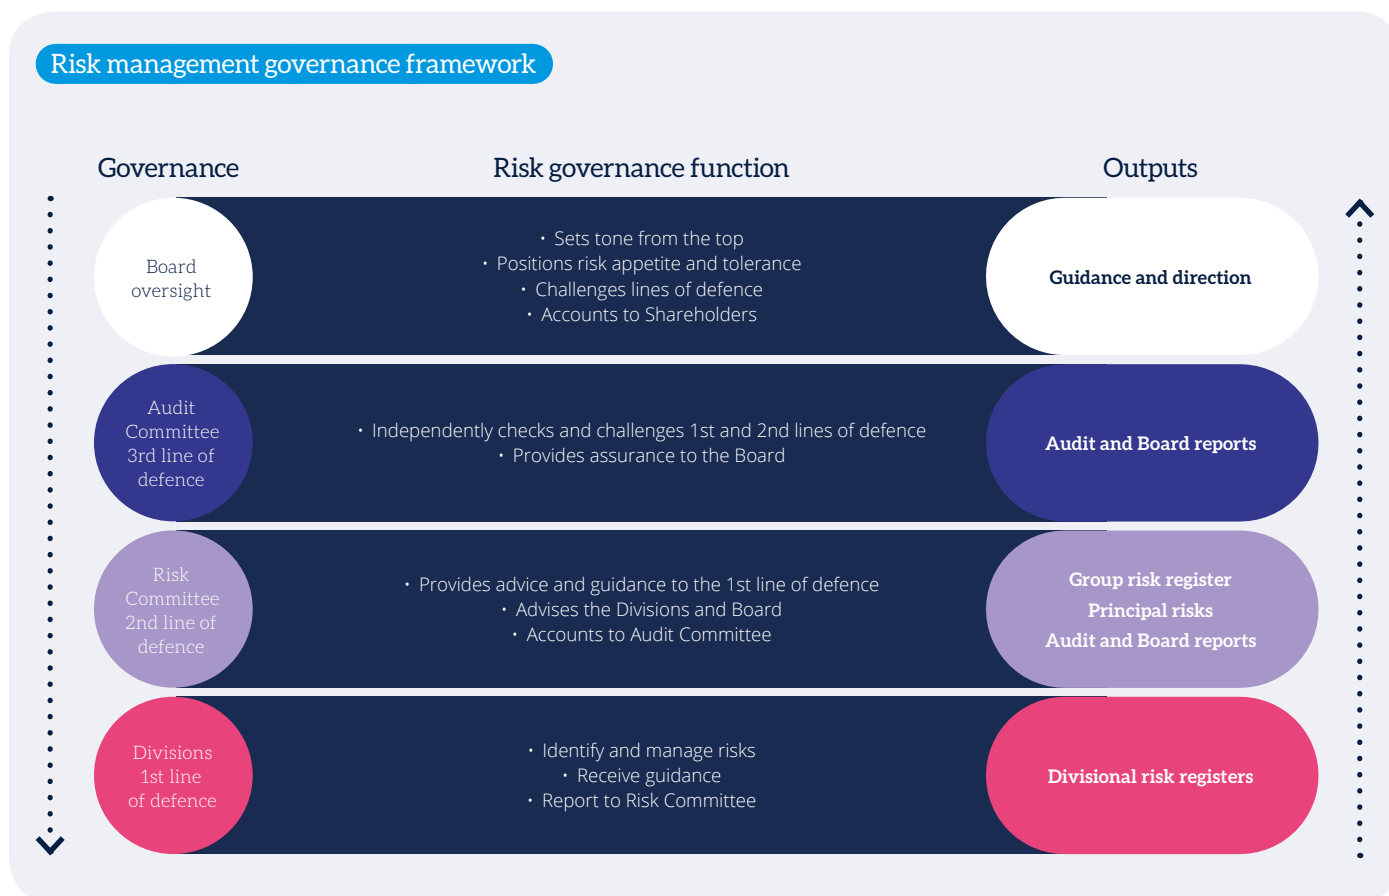 Risk management governance framework
Governance
Risk governance function
Outputs
Board
oversight
• Sets tone from the top
• Positions risk appetite and tolerance
• Challenges lines of defence
• Accounts to Shareholders
Guidance and direction
Audit
Committee
3rd line of
defence
• Independently checks and challenges 1st and 2nd lines of defence
• Provides assurance to the Board
Audit and Board reports
Risk
Committee
2nd line of
defence
• Provides advice and guidance to the 1st line of defence
• Advises the Divisions and Board
• Accounts to Audit Committee
Group risk register
Principal risks
Audit and Board reports
Divisions
1st line
of defence
• Identify and manage risks
• Receive guidance
• Report to Risk Committee
Divisional risk registers